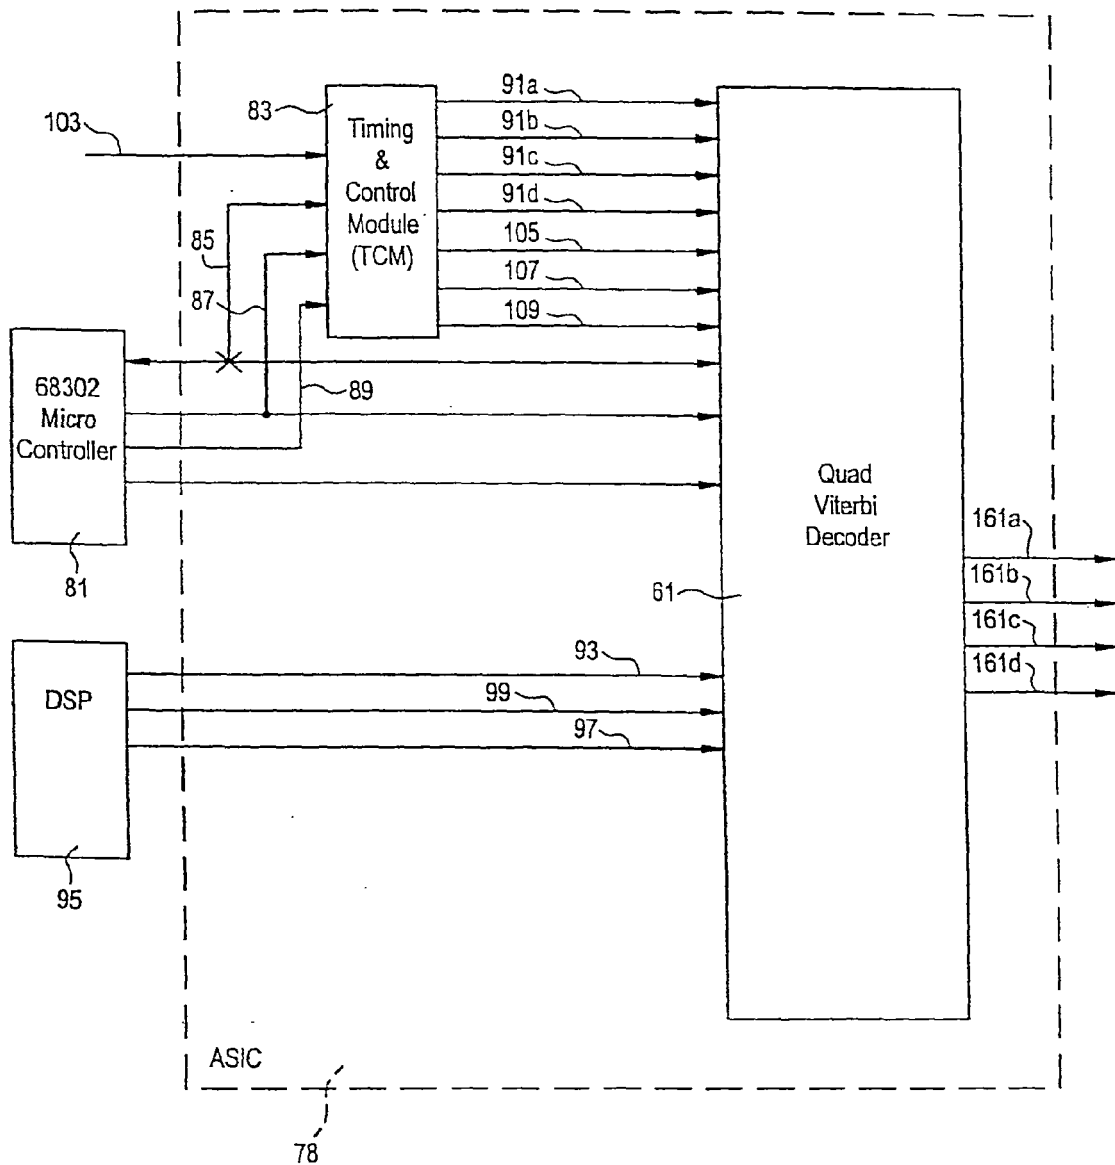 91a
83
91b
103
Timing
&
Control
Module
(TCM)
91c
91d
85
105
107
87
109
68302
Micro
Controller
89
Quad
Viterbi
Decoder
161a
81
161b
61
161c
93
161d
DSP
99
97
95
ASIC
78